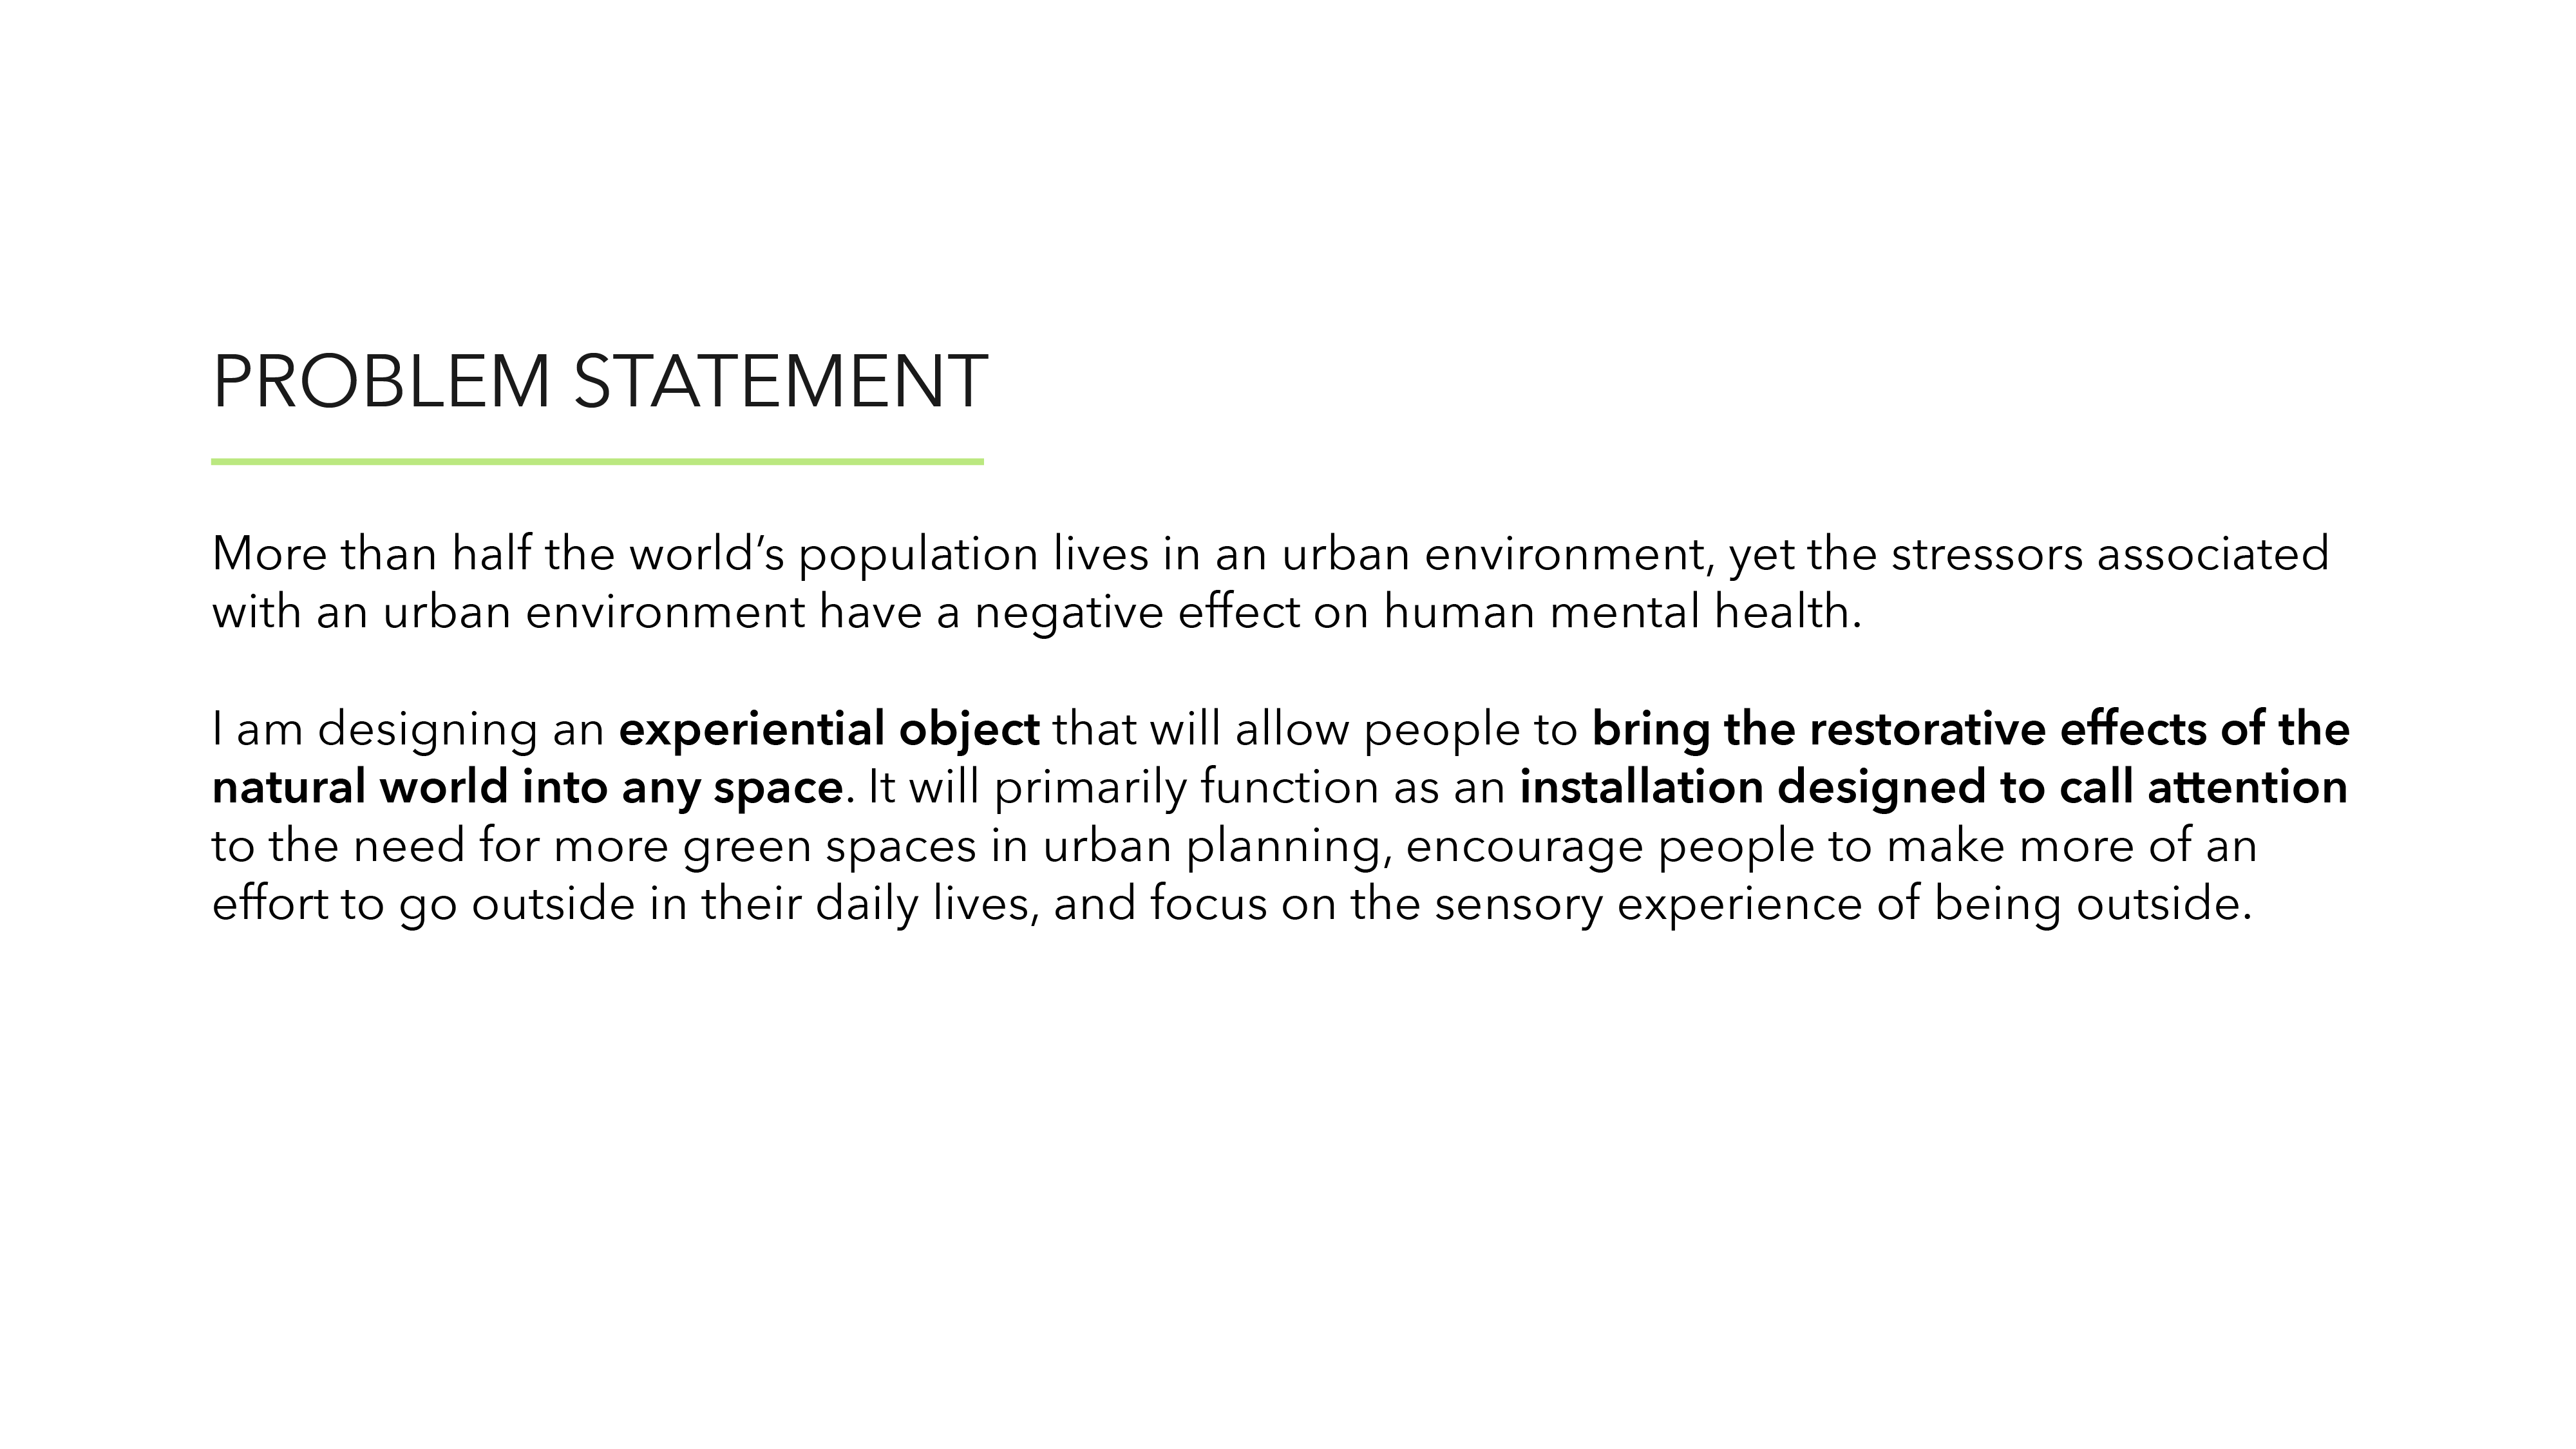 PROBLEM STATEMENT
More than half the world’s population lives in an urban environment, yet the stressors associated
with an urban environment have a negative effect on human mental health.
I am designing an experiential object that will allow people to bring the restorative effects of the
natural world into any space. It will primarily function as an installation designed to call attention
to the need for more green spaces in urban planning, encourage people to make more of an
effort to go outside in their daily lives, and focus on the sensory experience of being outside.